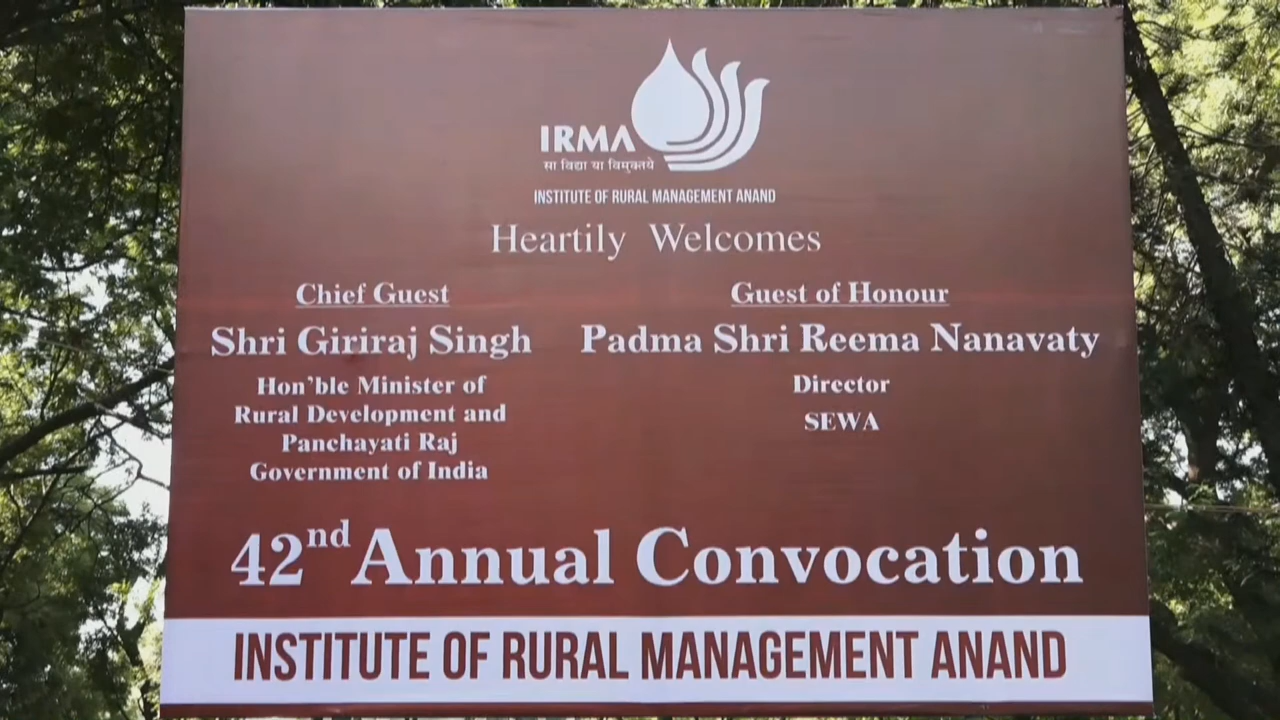 IRMA
सा विद्या या विमुक्तये
INSTITUTE OF RURAL MANAGEMENT ANAND
Heartily Welcomes
Chief Guest
Shri Giriraj Singh
Hon'ble Minister of
Rural Development and
Panchayati Raj
Government of India
Guest of Honour
Padma Shri Reema Nanavaty
Director
SEWA
42nd Annual Convocation
INSTITUTE OF RURAL MANAGEMENT ANAND